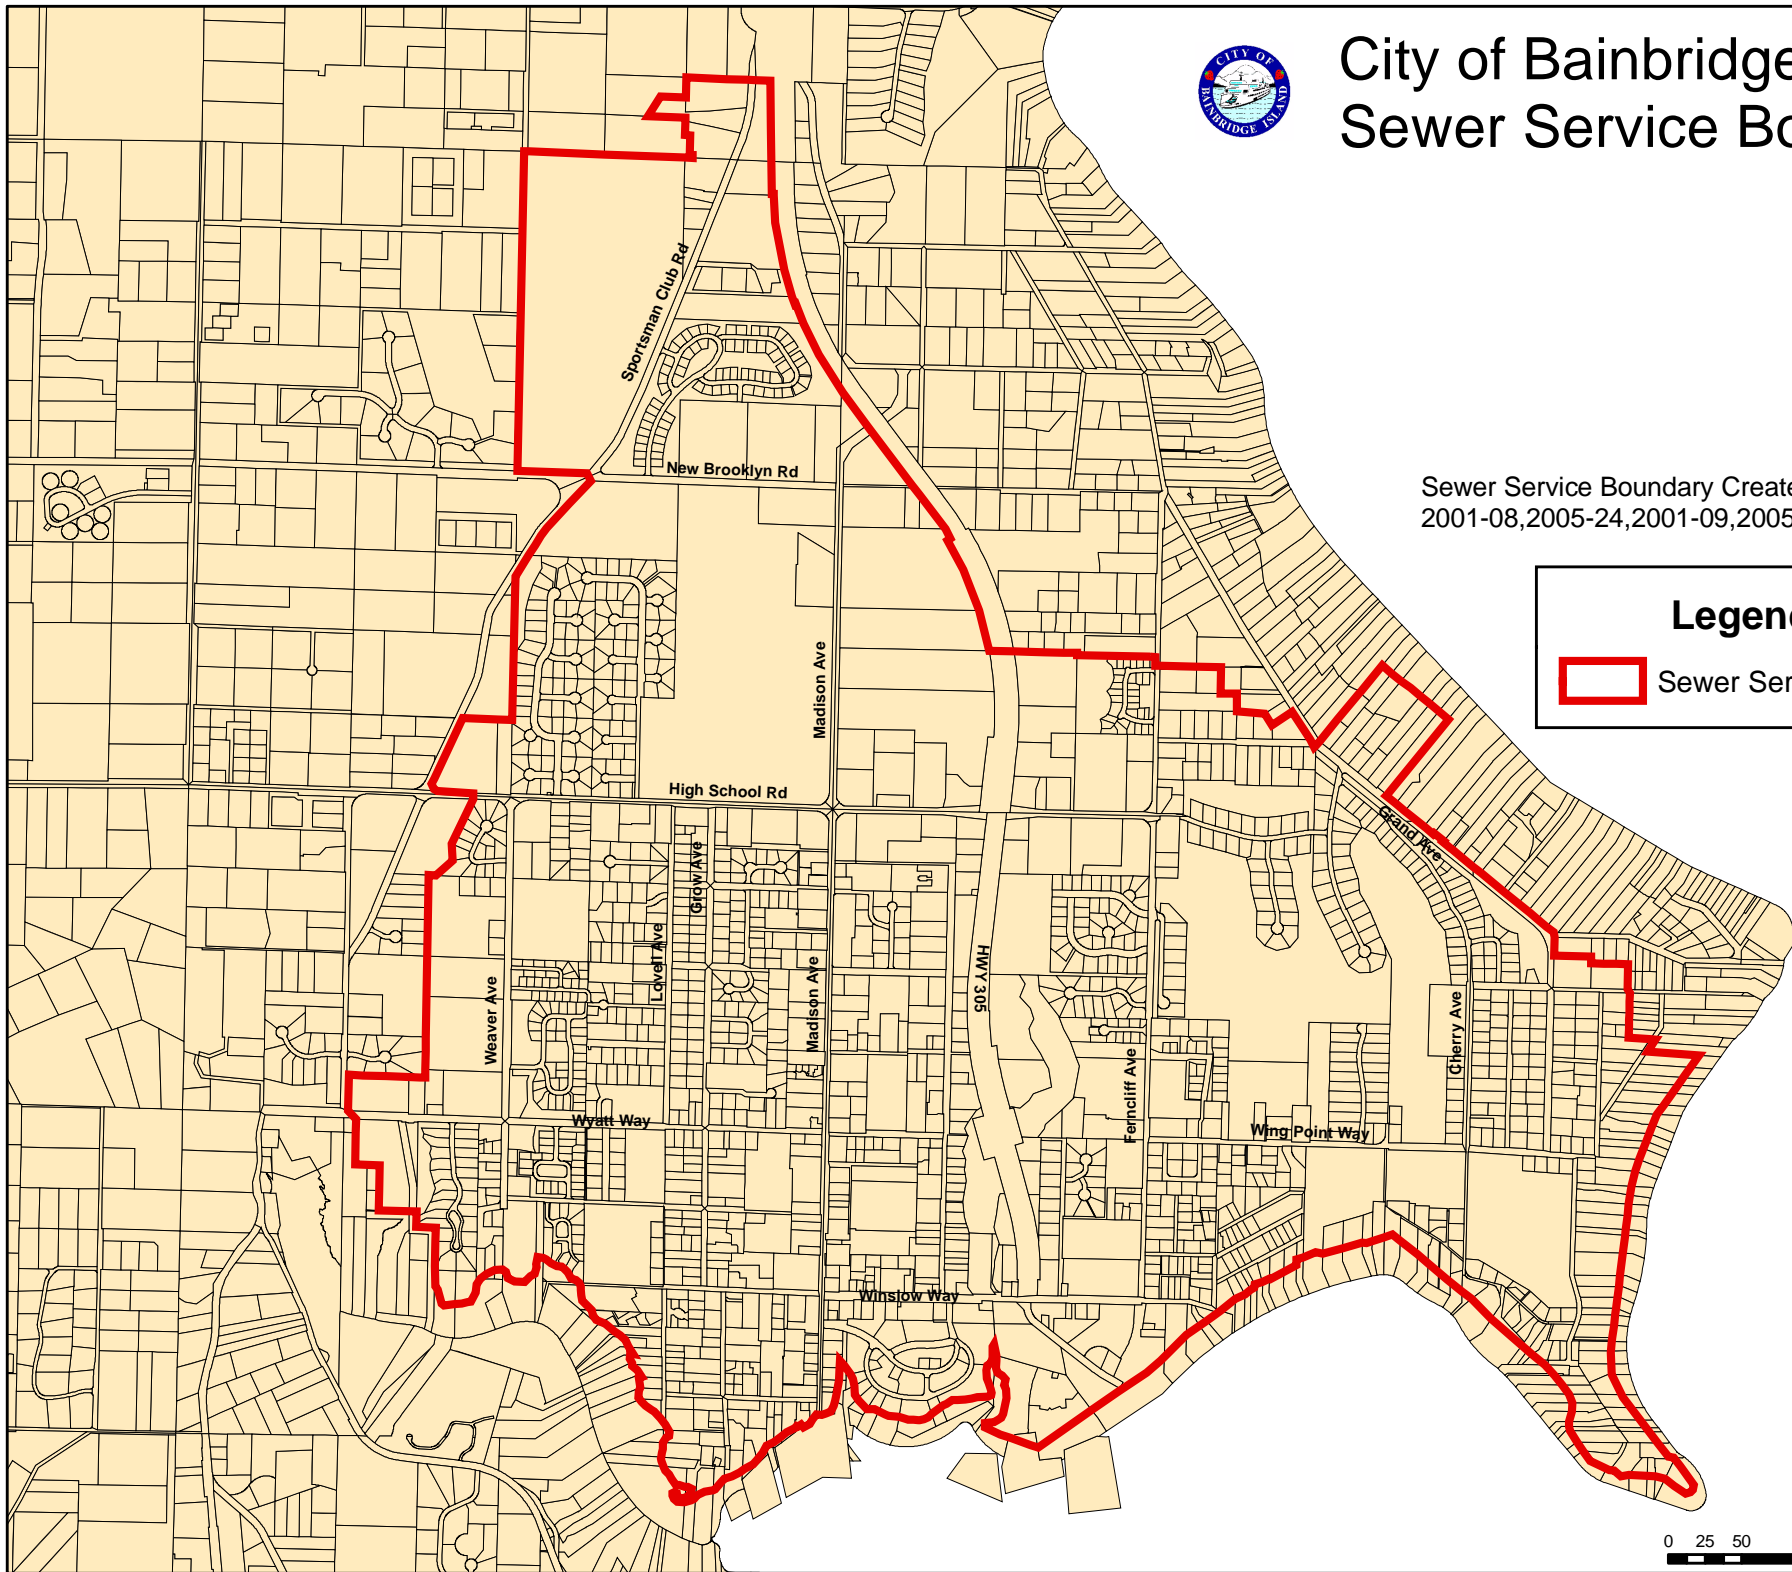 CITY OF
BAINBRIDGE ISLAND
City of Bainbridge
Sewer Service Bo
Sportsman Club Rd
New Brooklyn Rd
Sewer Service Boundary Create
2001-08,2005-24,2001-09,2005
Legen
Sewer Ser
Madison Ave
High School Rd
Grand Ave
Grow Ave
Lovell Ave
Madison Ave
HWY 305
Weaver Ave
Cherry Ave
Ferncliff Ave
Wyatt Way
Wing Point Way
Winslow Way
0 25 50